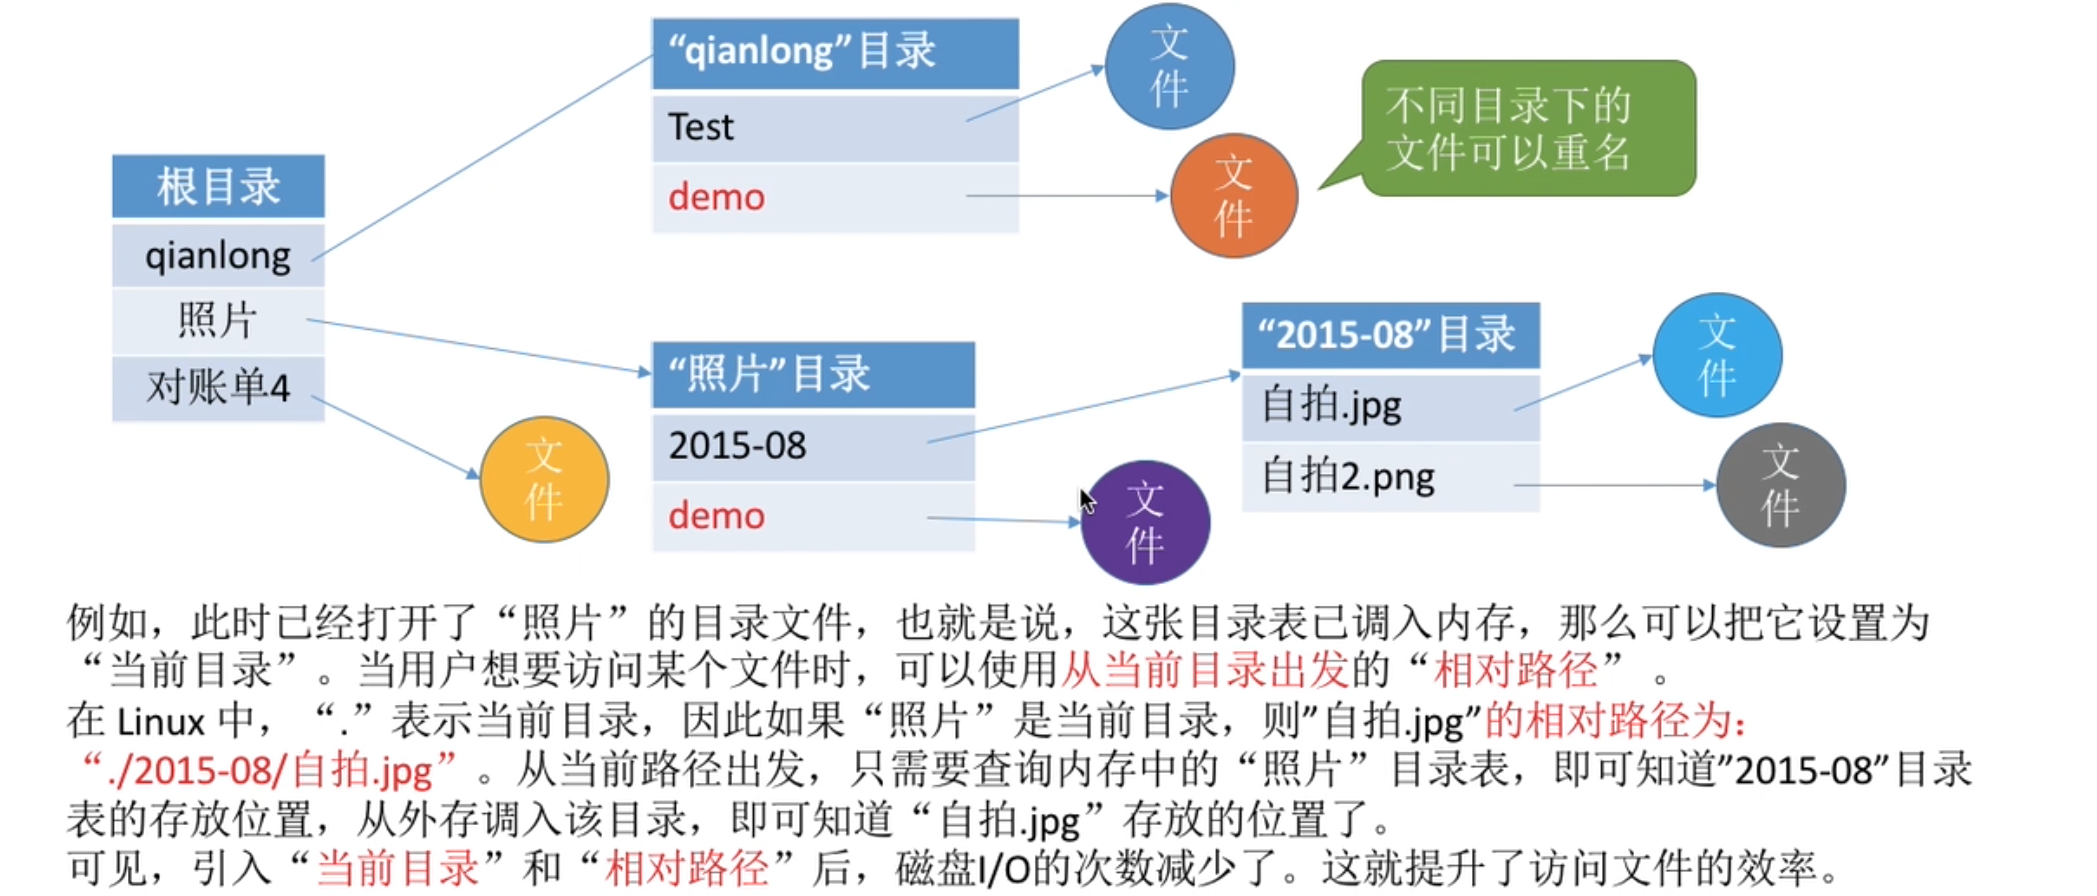 根目录
qianlong
照片
对账单4
文件
“qianlong”目录
Test
demo
文件
文件
不同目录下的
文件可以重名
“照片”目录
2015-08
demo
文件
“2015-08”目录
自拍.jpg
自拍2.png
文件
文件
例如，此时已经打开了“照片”的目录文件，也就是说，这张目录表已调入内存，那么可以把它设置为
“当前目录”。当用户想要访问某个文件时，可以使用从当前目录出发的“相对路径”。
在 Linux 中，“.”表示当前目录，因此如果“照片”是当前目录，则”自拍.jpg”的相对路径为：
“./2015-08/自拍.jpg”。从当前路径出发，只需要查询内存中的“照片”目录表，即可知道”2015-08”目录
表的存放位置，从外存调入该目录，即可知道“自拍.jpg”存放的位置了。
可见，引入“当前目录”和“相对路径”后，磁盘I/O的次数减少了。这就提升了访问文件的效率。